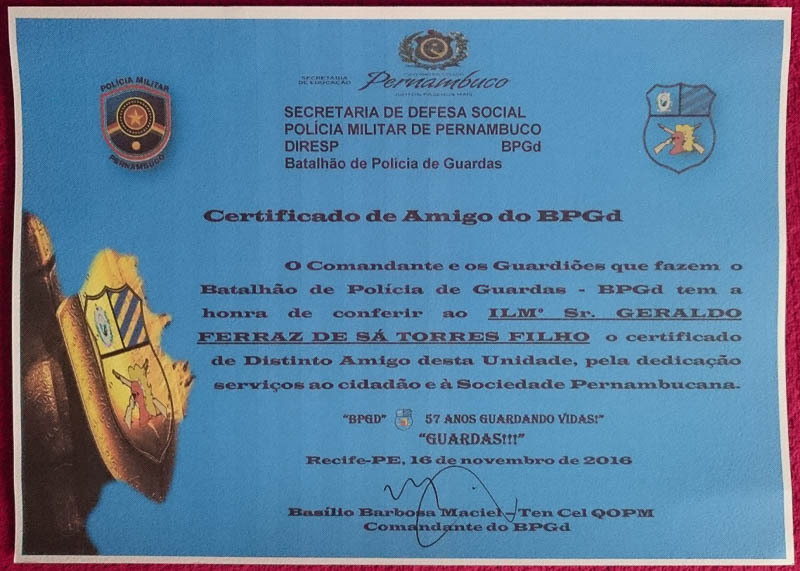 SECRETARIA
DE EDUCAÇÃO
Pernambuco
POLÍCIA MILITAR
PERNAMBUCO
SECRETARIA DE DEFESA SOCIAL
POLÍCIA MILITAR DE PERNAMBUCO
DIRESP BPGd
Batalhão de Polícia de Guardas
Certificado de Amigo do BPGd
O Comandante e os Guardiões que fazem o
Batalhão de Polícia de Guardas - BPGd tem a
honra de conferir ao ILMº Sr. GERALDO
FERRAZ DE SÁ TORRES FILHO o certificado
de Distinto Amigo desta Unidade, pela dedicação
serviços ao cidadão e à Sociedade Pernambucana.
"BPGD" 57 ANOS GUARDANDO VIDAS!"
"GUARDAS!!!"
Recife-PE, 16 de novembro de 2016
Basílio Barbosa Maciel – Ten Cel QOPM
Comandante do BPGd